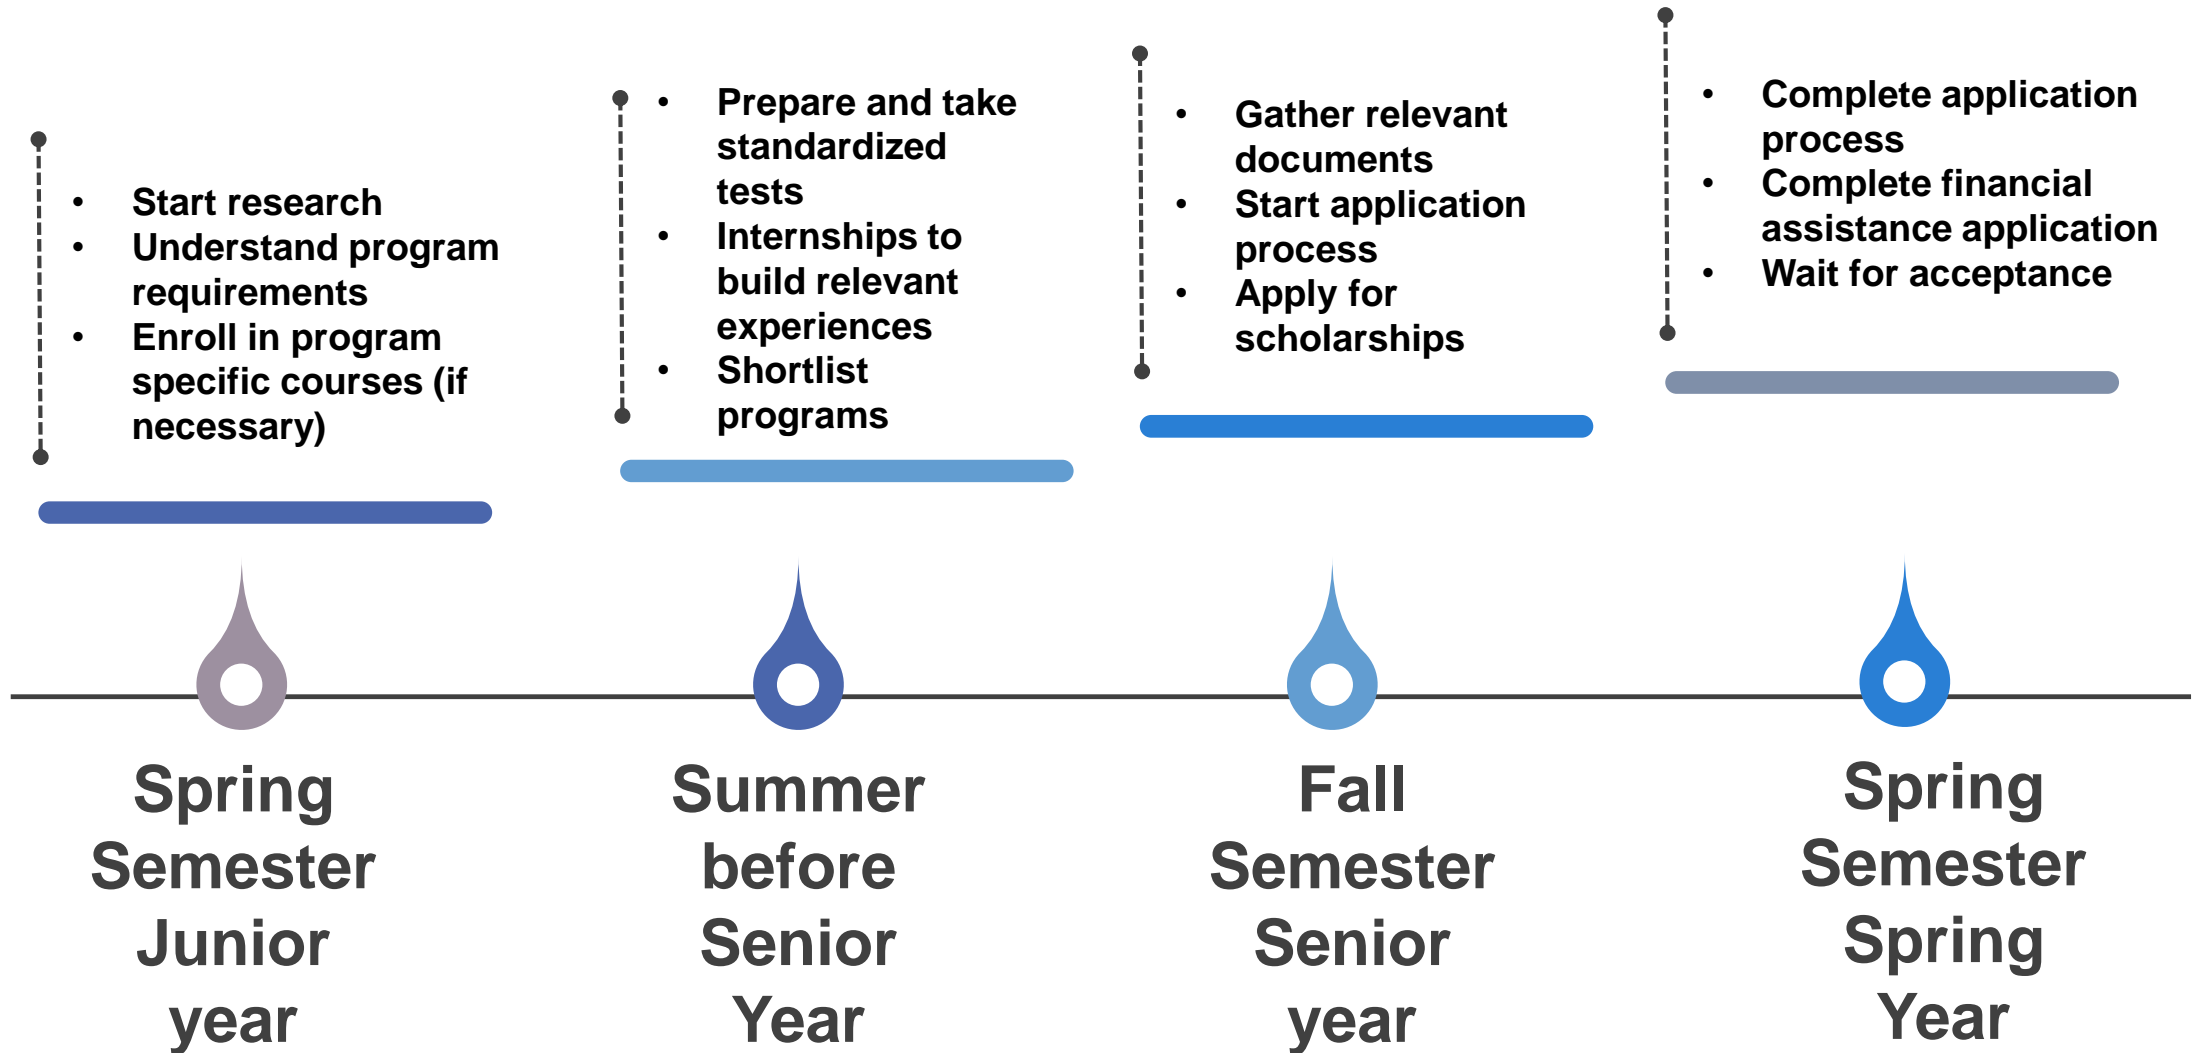 • Start research
• Understand program
requirements
• Enroll in program
specific courses (if
necessary)
• Prepare and take
standardized
tests
• Internships to
build relevant
experiences
• Shortlist
programs
• Gather relevant
documents
• Start application
process
• Apply for
scholarships
• Complete application
process
• Complete financial
assistance application
• Wait for acceptance
Spring
Semester
Junior
year
Summer
before
Senior
Year
Fall
Semester
Senior
year
Spring
Semester
Spring
Year